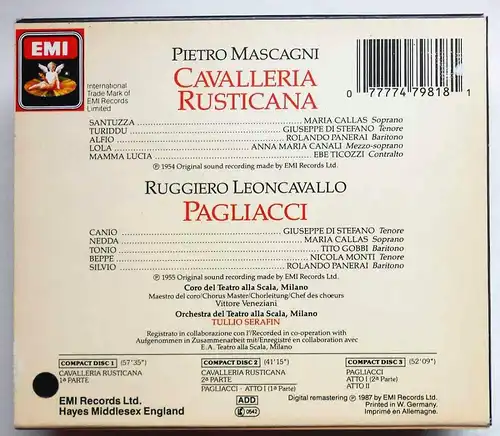 EMI
International
Trade Mark of
EMI Records
Limited
PIETRO MASCAGNI
CAVALLERIA
RUSTICANA
0 77774 79818 1
SANTUZZA MARIA CALLAS Soprano
TURIDDU GIUSEPPE DI STEFANO Tenore
ALFIO ROLANDO PANERAI Baritono
LOLA ANNA MARIA CANALI Mezzo-soprano
MAMMA LUCIA EBE TICOZZI Contralto
℗ 1954 Original sound recording made by EMI Records Ltd.
RUGGIERO LEONCAVALLO
PAGLIACCI
CANIO GIUSEPPE DI STEFANO Tenore
NEDDA MARIA CALLAS Soprano
TONIO TITO GOBBI Baritono
BEPPE NICOLA MONTI Tenore
SILVIO ROLANDO PANERAI Baritono
℗ 1955 Original sound recording made by EMI Records Ltd.
Coro del Teatro alla Scala, Milano
Maestro del coro/Chorus Master/Chorleitung/Chef des chœurs
Vittore Veneziani
Orchestra del Teatro alla Scala, Milano
TULLIO SERAFIN
Registrato in collaborazione con l'/Recorded in co-operation with
Aufgenommen in Zusammenarbeit mit/Enregistré en collaboration avec
E.A. Teatro alla Scala, Milano
COMPACT DISC 1 (57'35")
CAVALLERIA RUSTICANA
1ª PARTE
COMPACT DISC 2 (41'15")
CAVALLERIA RUSTICANA
2ª PARTE
PAGLIACCI - ATTO I (1ª Parte)
COMPACT DISC 3 (52'09")
PAGLIACCI
ATTO I (2ª Parte)
ATTO II
EMI Records Ltd.
Hayes Middlesex England
ADD
0542
Digital remastering ℗ 1987 by EMI Records Ltd.
Printed in W. Germany.
Imprimé en Allemagne.